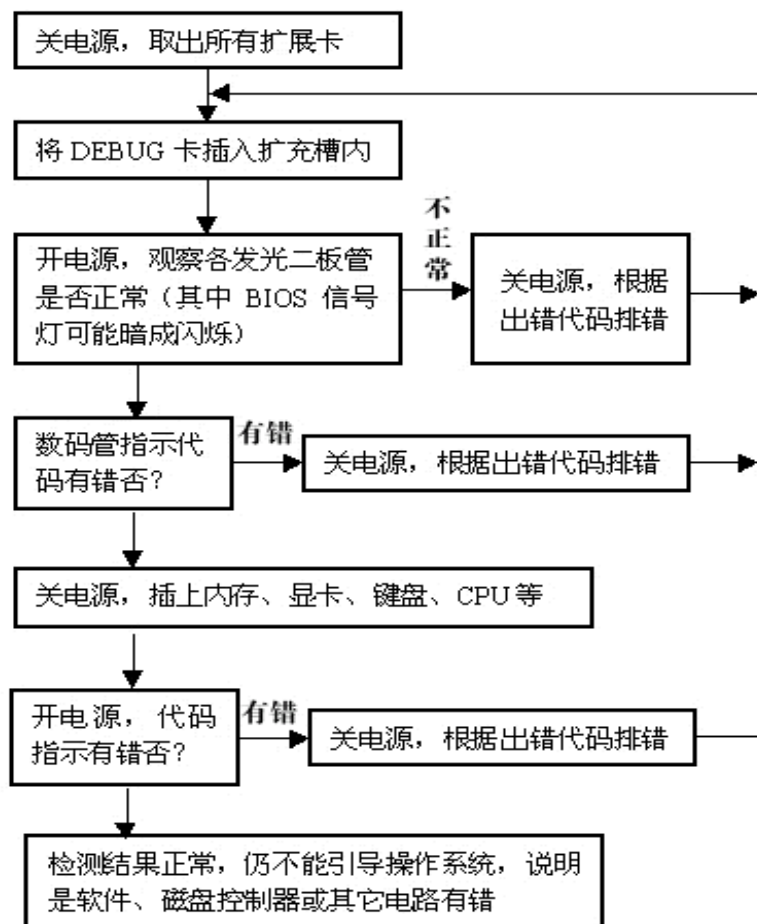 关电源，取出所有扩展卡
将 DEBUG 卡插入扩充槽内
开电源，观察各发光二板管
是否正常（其中 BIOS 信号
灯可能暗成闪烁）
不正常
关电源，根据
出错代码排错
数码管指示代
码有错否？
有错
关电源，根据出错代码排错
关电源，插上内存、显卡、键盘、CPU 等
开电源，代码
指示有错否？
有错
关电源，根据出错代码排错
检测结果正常，仍不能引导操作系统，说明
是软件、磁盘控制器或其它电路有错